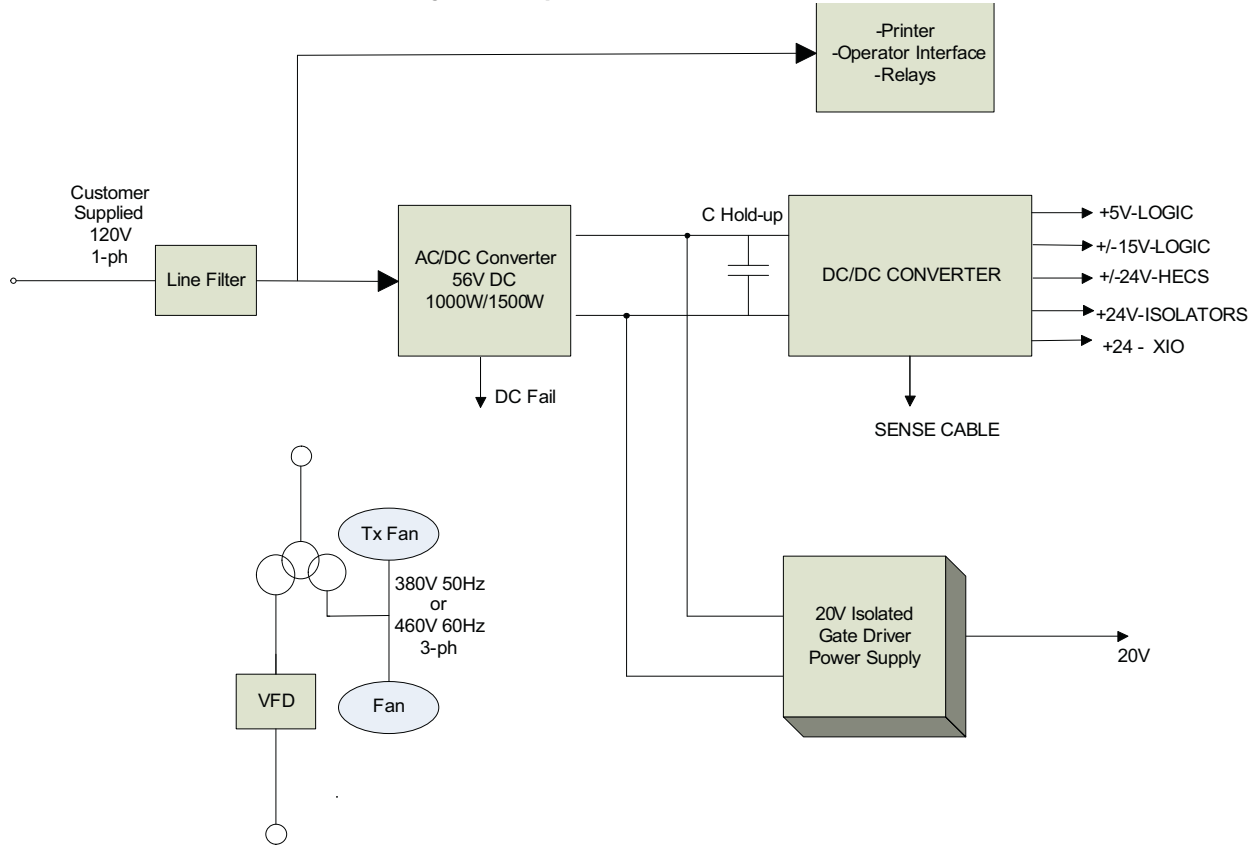 -Printer
-Operator Interface
-Relays
Customer
Supplied
120V
1-ph
Line Filter
AC/DC Converter
56V DC
1000W/1500W
DC Fail
C Hold-up
DC/DC CONVERTER
+5V-LOGIC
+/-15V-LOGIC
+/-24V-HECS
+24V-ISOLATORS
+24 - XIO
SENSE CABLE
Tx Fan
380V 50Hz
or
460V 60Hz
3-ph
VFD
Fan
20V Isolated
Gate Driver
Power Supply
20V